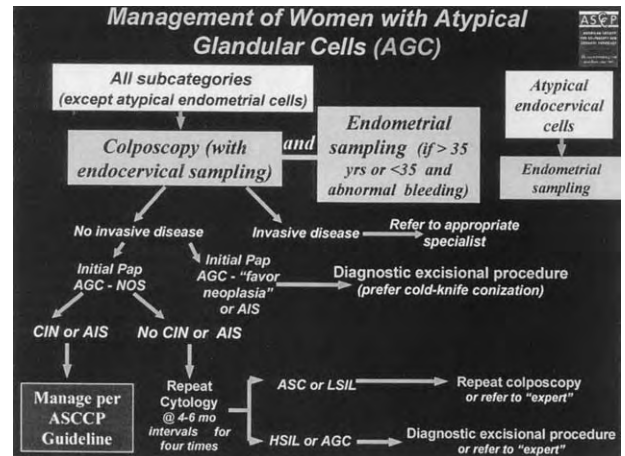 Management of Women with Atypical
Glandular Cells (AGC)
ASCCP
All subcategories
(except atypical endometrial cells)
Atypical
endocervical
cells
Colposcopy (with
endocervical sampling)
and
Endometrial
sampling (if > 35
yrs or <35 and
abnormal bleeding)
Endometrial
sampling
No invasive disease
Invasive disease
Refer to appropriate
specialist
Initial Pap
AGC - NOS
Initial Pap
AGC - “favor
neoplasia”
or AIS
Diagnostic excisional procedure
(prefer cold-knife conization)
CIN or AIS
No CIN or AIS
Manage per
ASCCP
Guideline
Repeat
Cytology
@ 4-6 mo
intervals for
four times
ASC or LSIL
Repeat colposcopy
or refer to “expert”
HSIL or AGC
Diagnostic excisional procedure
or refer to “expert”